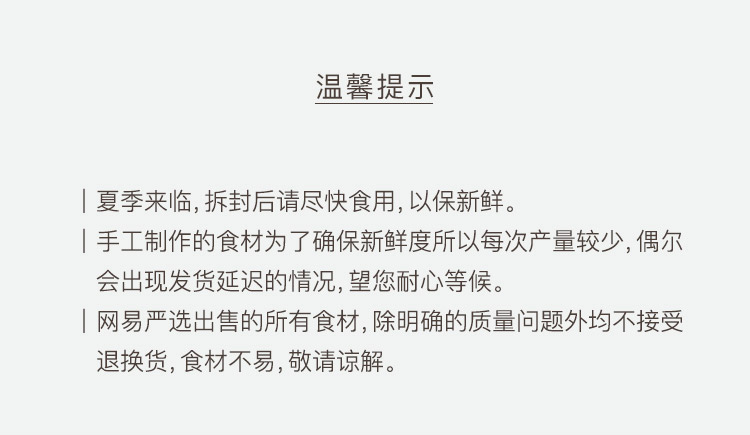 温馨提示
夏季来临, 拆封后请尽快食用, 以保新鲜。
手工制作的食材为了确保新鲜度所以每次产量较少, 偶尔
会出现发货延迟的情况, 望您耐心等候。
网易严选出售的所有食材, 除明确的质量问题外均不接受
退换货, 食材不易, 敬请谅解。